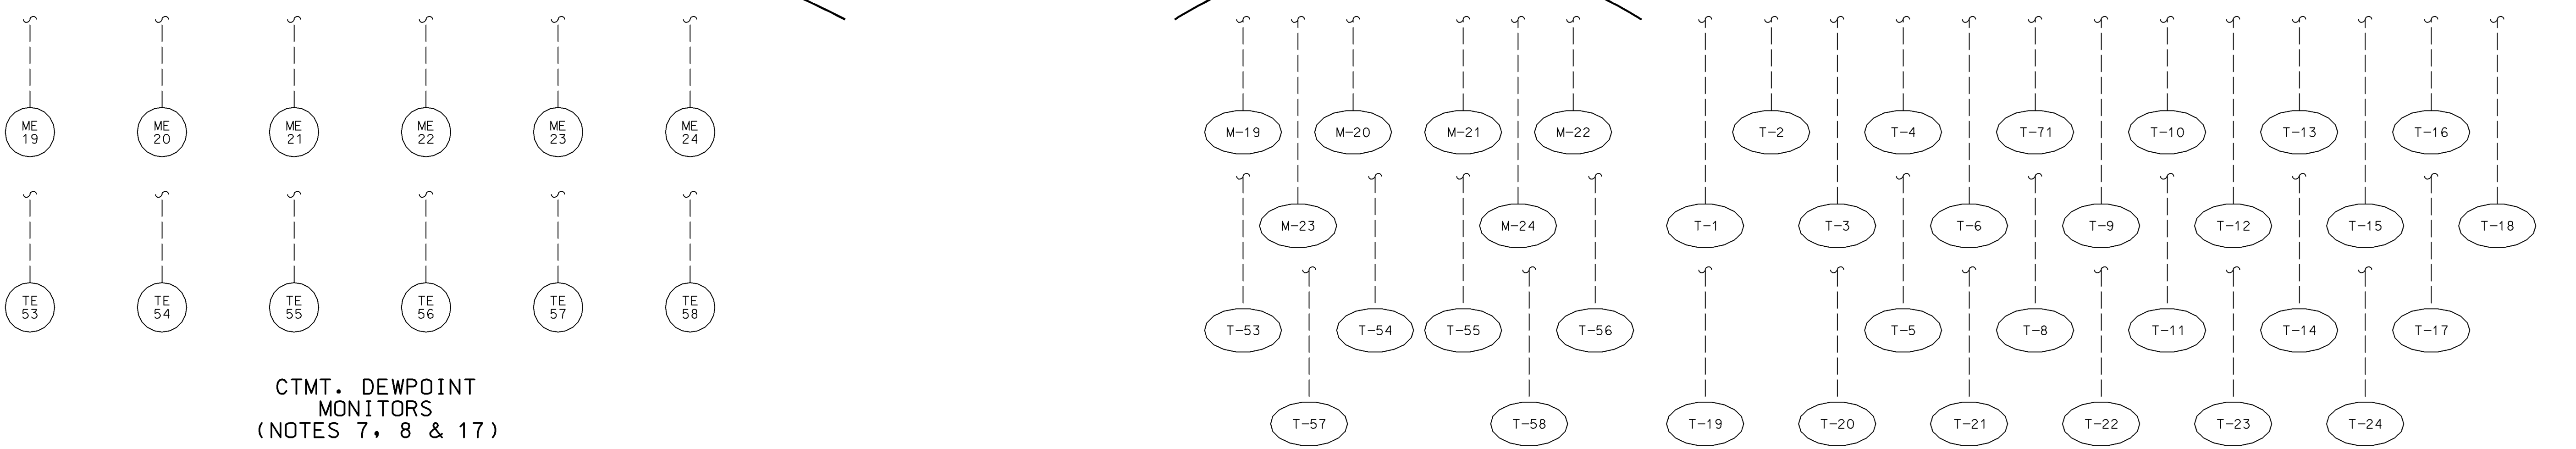 ME
19
ME
20
ME
21
ME
22
ME
23
ME
24
TE
53
TE
54
TE
55
TE
56
TE
57
TE
58
CTMT. DEWPOINT
MONITORS
(NOTES 7, 8 & 17)
M-19
M-20
M-21
M-22
M-23
M-24
T-53
T-54
T-55
T-56
T-57
T-58
T-2
T-4
T-71
T-10
T-13
T-16
T-1
T-3
T-6
T-9
T-12
T-15
T-18
T-5
T-8
T-11
T-14
T-17
T-19
T-20
T-21
T-22
T-23
T-24